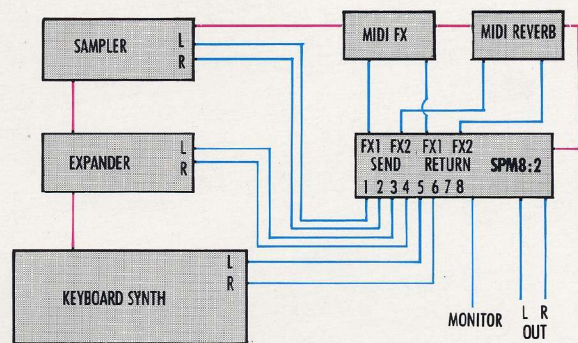 SAMPLER
L
R
MIDI FX
MIDI REVERB
EXPANDER
L
R
FX1 FX2 FX1 FX2
SEND RETURN SPM8:2
1 2 3 4 5 6 7 8
KEYBOARD SYNTH
L
R
MONITOR
L R
OUT